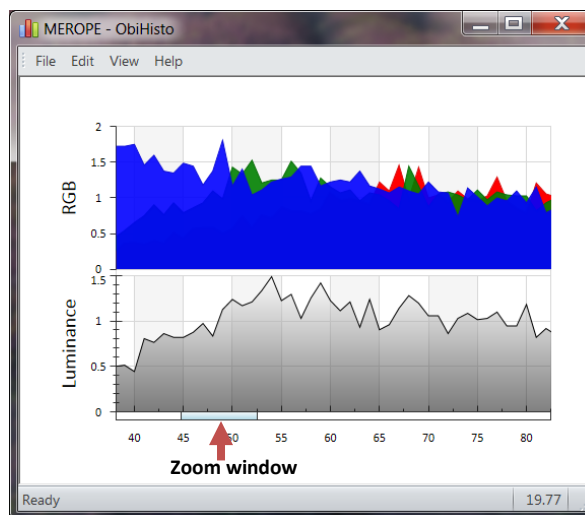 MEROPE - ObiHisto
File Edit View Help
2
1.5
1
0.5
0
RGB
1.5
1
0.5
0
Luminance
40 45 50 55 60 65 70 75 80
Zoom window
Ready 19.77